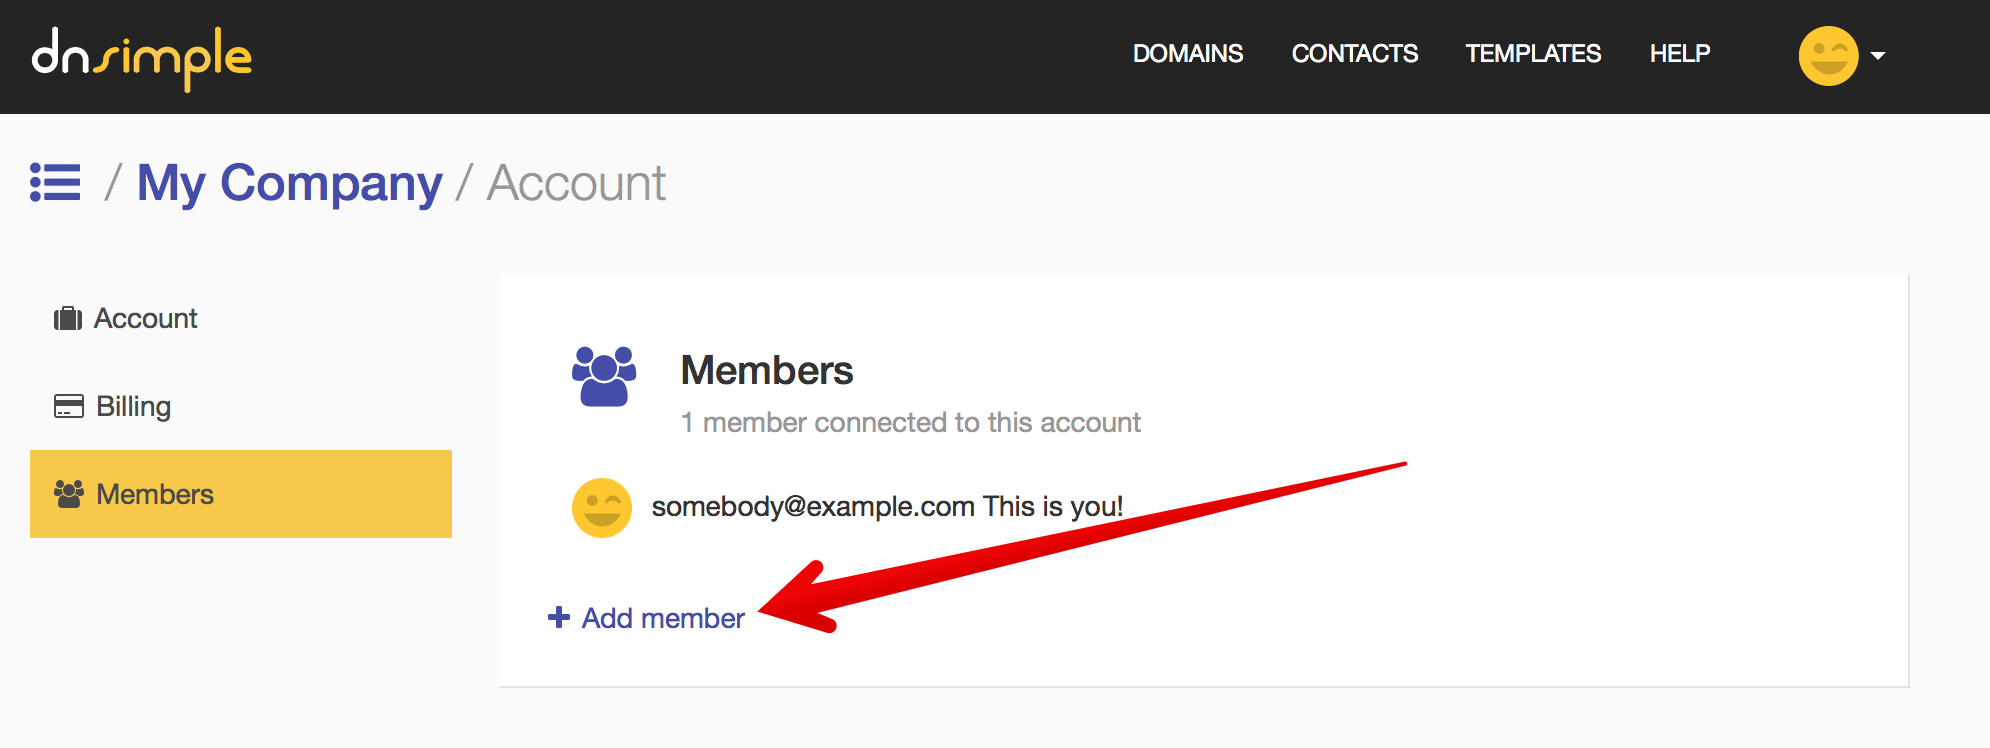 dnsimple
DOMAINS CONTACTS TEMPLATES HELP
/ My Company / Account
Account
Billing
Members
Members
1 member connected to this account
somebody@example.com This is you!
+ Add member